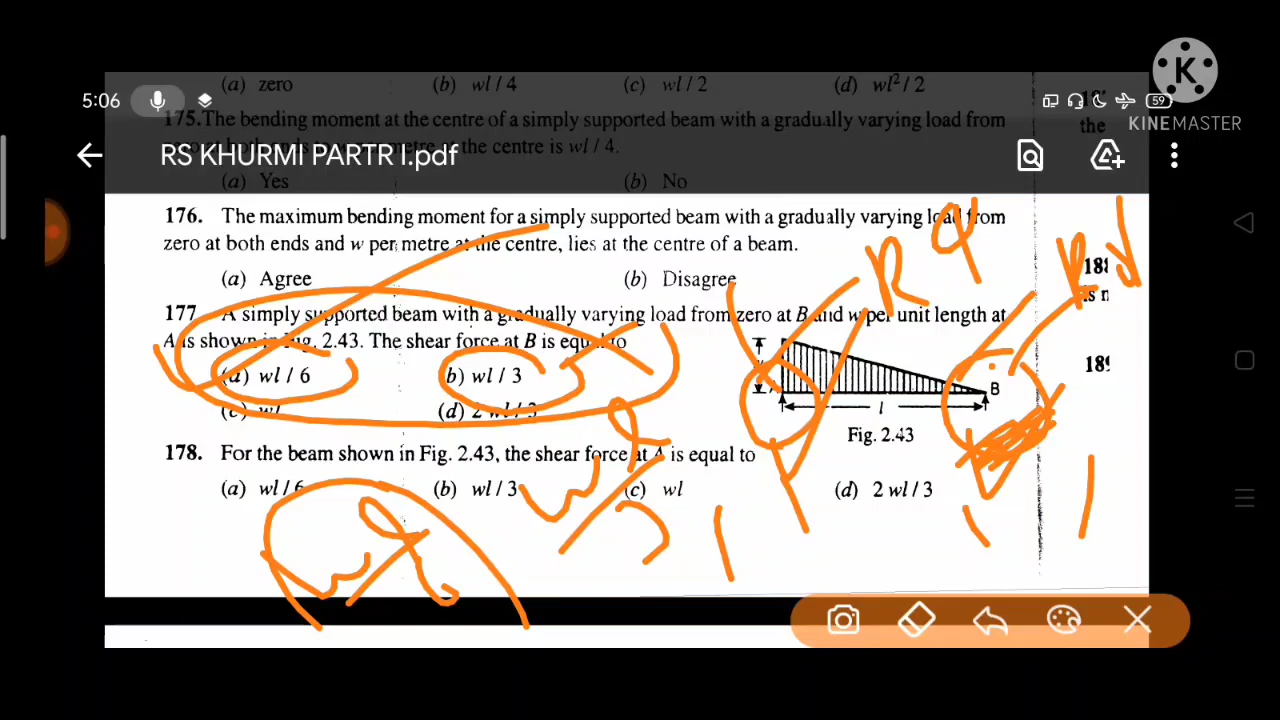 (a) zero (b) wl / 4 (c) wl / 2 (d) wl² / 2
5:06 59
KINEMASTER
175. The bending moment at the centre of a simply supported beam with a gradually varying load from
the
RS KHURMI PARTR I.pdf the centre is wl / 4.
(a) Yes (b) No
176. The maximum bending moment for a simply supported beam with a gradually varying load from
zero at both ends and w per metre at the centre, lies at the centre of a beam.
(a) Agree (b) Disagree
177 A simply supported beam with a gradually varying load from zero at B and w per unit length at
A is shown in Fig. 2.43. The shear force at B is equal to
(a) wl / 6 (b) wl / 3
(c) wl (d) 2 wl / 3
B
l
Fig. 2.43
178. For the beam shown in Fig. 2.43, the shear force at A is equal to
(a) wl / 6 (b) wl / 3 (c) wl (d) 2 wl / 3